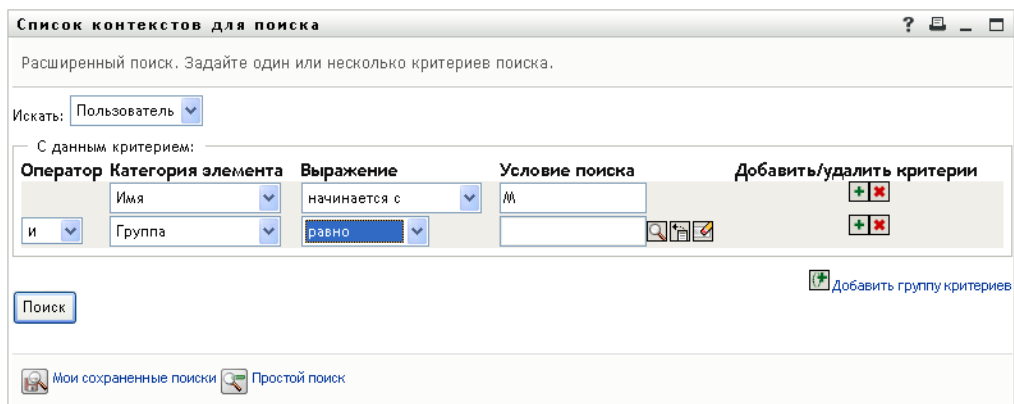 Список контекстов для поиска
Расширенный поиск. Задайте один или несколько критериев поиска.
Искать: Пользователь
С данным критерием:
Оператор Категория элемента Выражение Условие поиска Добавить/удалить критерии
Имя начинается с М
и Группа равно
Добавить группу критериев
Поиск
Мои сохраненные поиски Простой поиск